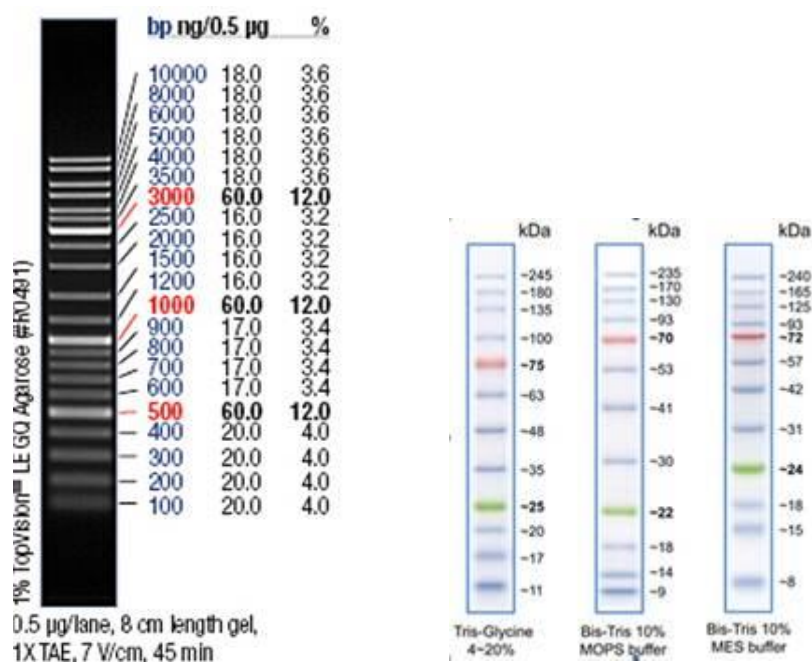 bp ng/0.5 µg %
10000 18.0 3.6
8000 18.0 3.6
6000 18.0 3.6
5000 18.0 3.6
4000 18.0 3.6
3500 18.0 3.6
3000 60.0 12.0
2500 16.0 3.2
2000 16.0 3.2
1500 16.0 3.2
1200 16.0 3.2
1000 60.0 12.0
900 17.0 3.4
800 17.0 3.4
700 17.0 3.4
600 17.0 3.4
500 60.0 12.0
400 20.0 4.0
300 20.0 4.0
200 20.0 4.0
100 20.0 4.0
1% TopVision™ LE GQ Agarose (#R0491)
0.5 µg/lane, 8 cm length gel,
1X TAE, 7 V/cm, 45 min
kDa
~245
~180
~135
~100
~75
~63
~48
~35
~25
~20
~17
~11
Tris-Glycine
4~20%
kDa
~235
~170
~130
~93
~70
~53
~41
~30
~22
~18
~14
~9
Bis-Tris 10%
MOPS buffer
kDa
~240
~165
~125
~93
~72
~57
~42
~31
~24
~18
~15
~8
Bis-Tris 10%
MES buffer